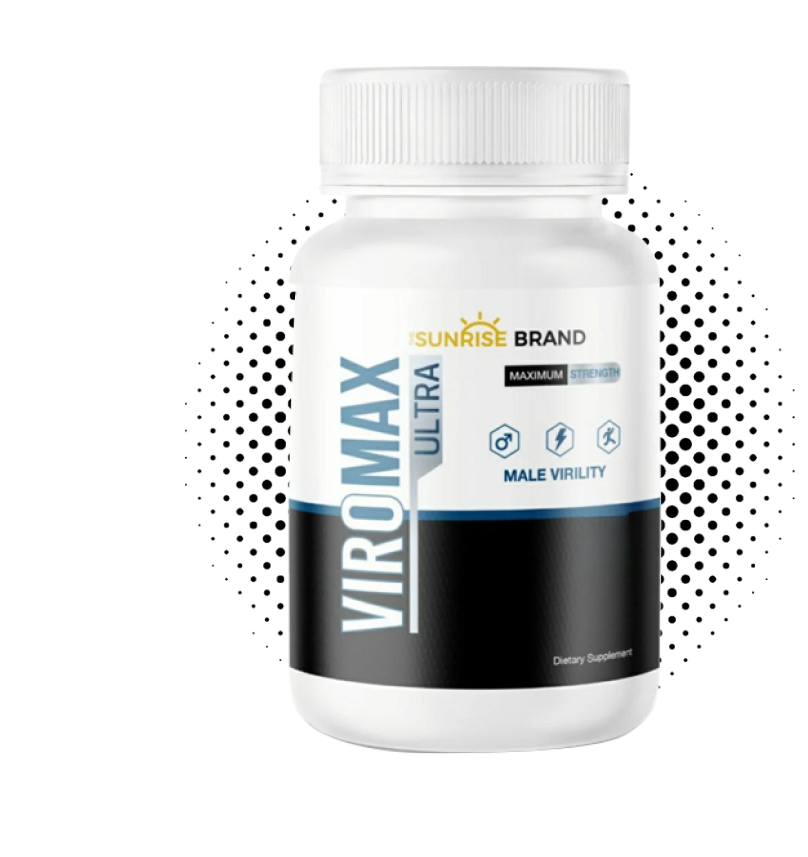 SUNRISE BRAND
VIROMAX
ULTRA
MAXIMUM STRENGTH
MALE VIRILITY
Dietary Supplement